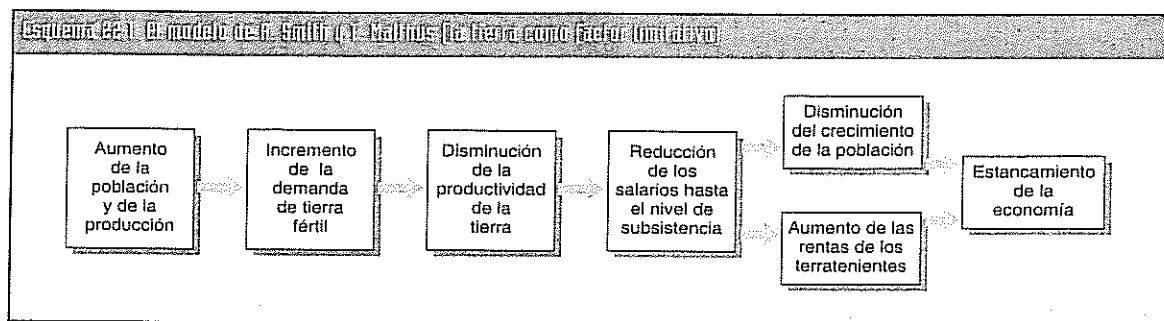 Esquema 22.1. El modelo de A. Smith y T. Malthus (la tierra como factor limitativo)
Aumento
de la
población
y de la
producción
Incremento
de la
demanda
de tierra
fértil
Disminución
de la
productividad
de la
tierra
Reducción
de los
salarios hasta
el nivel de
subsistencia
Disminución
del crecimiento
de la población
Aumento de las
rentas de los
terratenientes
Estancamiento
de la
economía